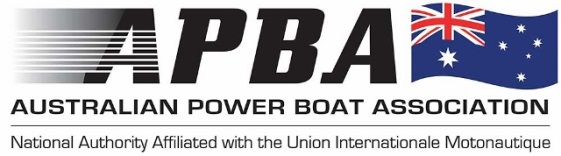 APBA
AUSTRALIAN POWER BOAT ASSOCIATION
National Authority Affiliated with the Union Internationale Motonautique